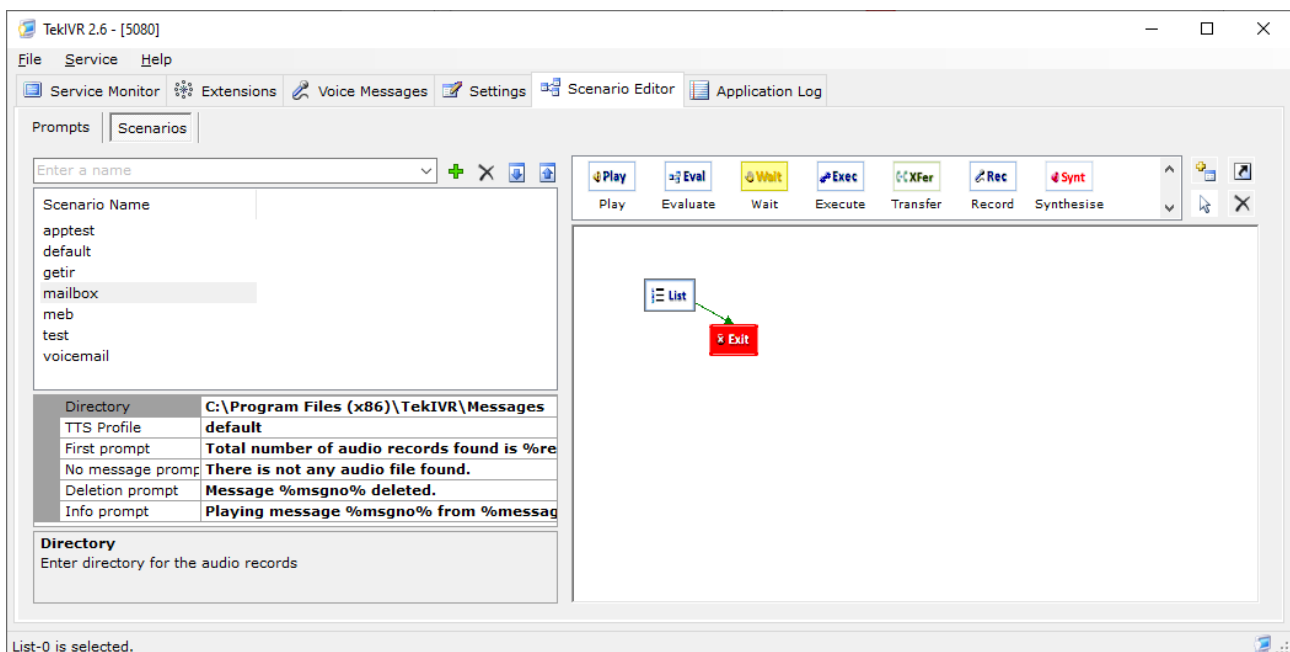 TekIVR 2.6 - [5080]
File Service Help
Service Monitor Extensions Voice Messages Settings Scenario Editor Application Log
Prompts Scenarios
Enter a name
Scenario Name
apptest
default
getir
mailbox
meb
test
voicemail
Directory C:\Program Files (x86)\TekIVR\Messages
TTS Profile default
First prompt Total number of audio records found is %re
No message promp There is not any audio file found.
Deletion prompt Message %msgno% deleted.
Info prompt Playing message %msgno% from %messag
Directory
Enter directory for the audio records
Play Eval Wait Exec XFer Rec Synt
Play Evaluate Wait Execute Transfer Record Synthesise
List
Exit
List-0 is selected.